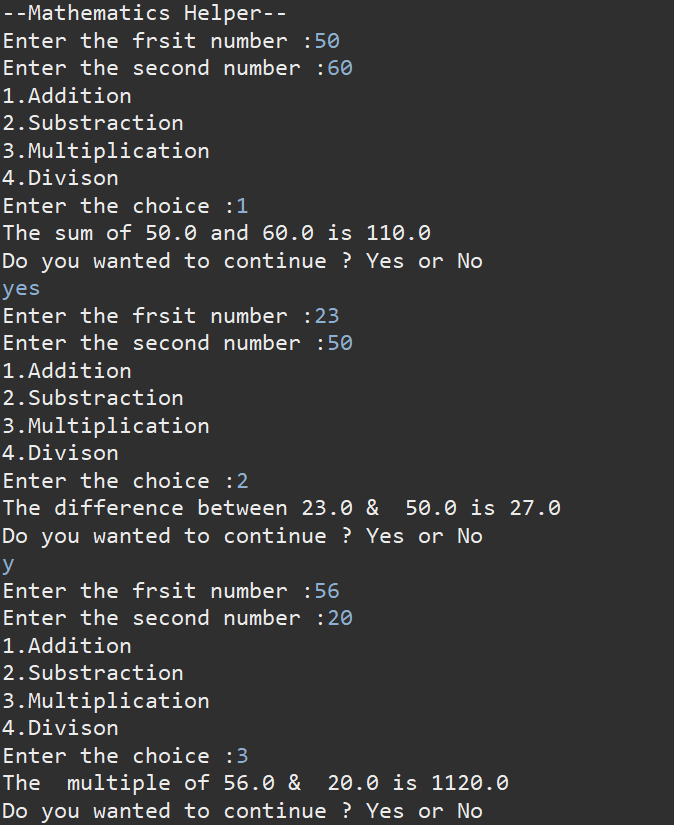 --Mathematics Helper--
Enter the frsit number :50
Enter the second number :60
1.Addition
2.Substraction
3.Multiplication
4.Divison
Enter the choice :1
The sum of 50.0 and 60.0 is 110.0
Do you wanted to continue ? Yes or No
yes
Enter the frsit number :23
Enter the second number :50
1.Addition
2.Substraction
3.Multiplication
4.Divison
Enter the choice :2
The difference between 23.0 &  50.0 is 27.0
Do you wanted to continue ? Yes or No
y
Enter the frsit number :56
Enter the second number :20
1.Addition
2.Substraction
3.Multiplication
4.Divison
Enter the choice :3
The  multiple of 56.0 &  20.0 is 1120.0
Do you wanted to continue ? Yes or No